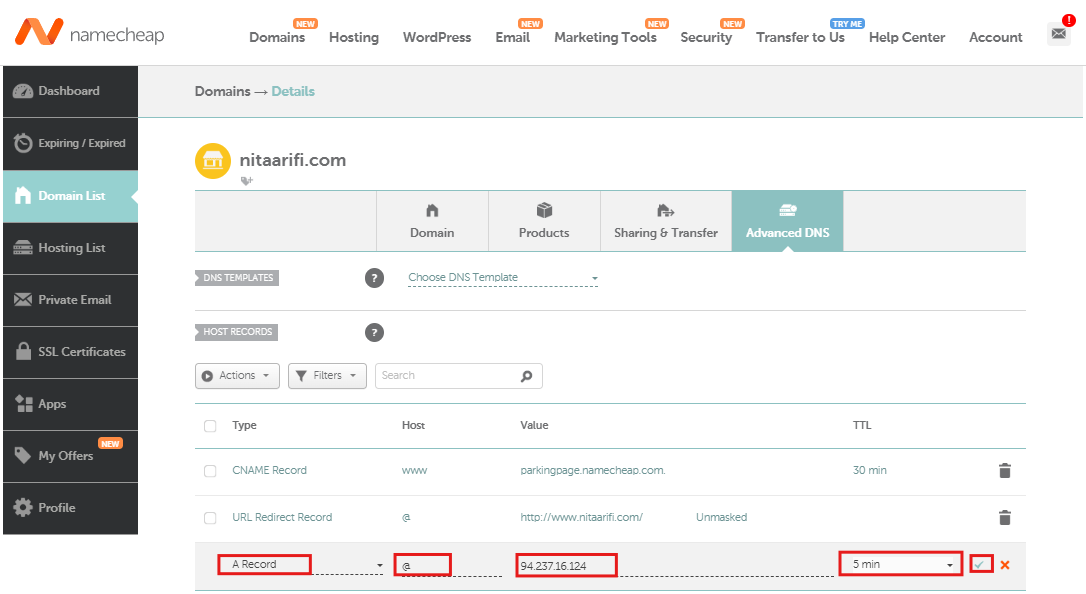 namecheap
NEW NEW NEW NEW TRY ME !
Domains Hosting WordPress Email Marketing Tools Security Transfer to Us Help Center Account
Dashboard
Expiring / Expired
Domain List
Hosting List
Private Email
SSL Certificates
Apps
NEW
My Offers
Profile
Domains → Details
nitaarifi.com
Domain Products Sharing & Transfer Advanced DNS
DNS TEMPLATES ? Choose DNS Template
HOST RECORDS ?
Actions Filters Search
Type Host Value TTL
CNAME Record www parkingpage.namecheap.com. 30 min
URL Redirect Record @ http://www.nitaarifi.com/ Unmasked
A Record @ 94.237.16.124 5 min